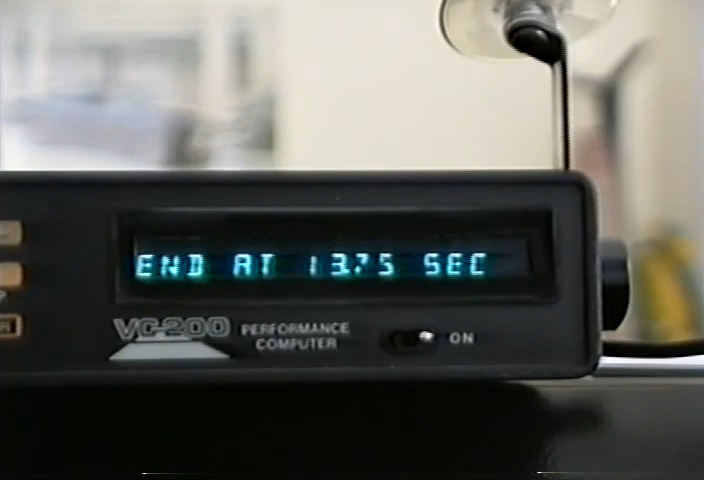 END AT 13.75 SEC
VC-200
PERFORMANCE
COMPUTER
ON